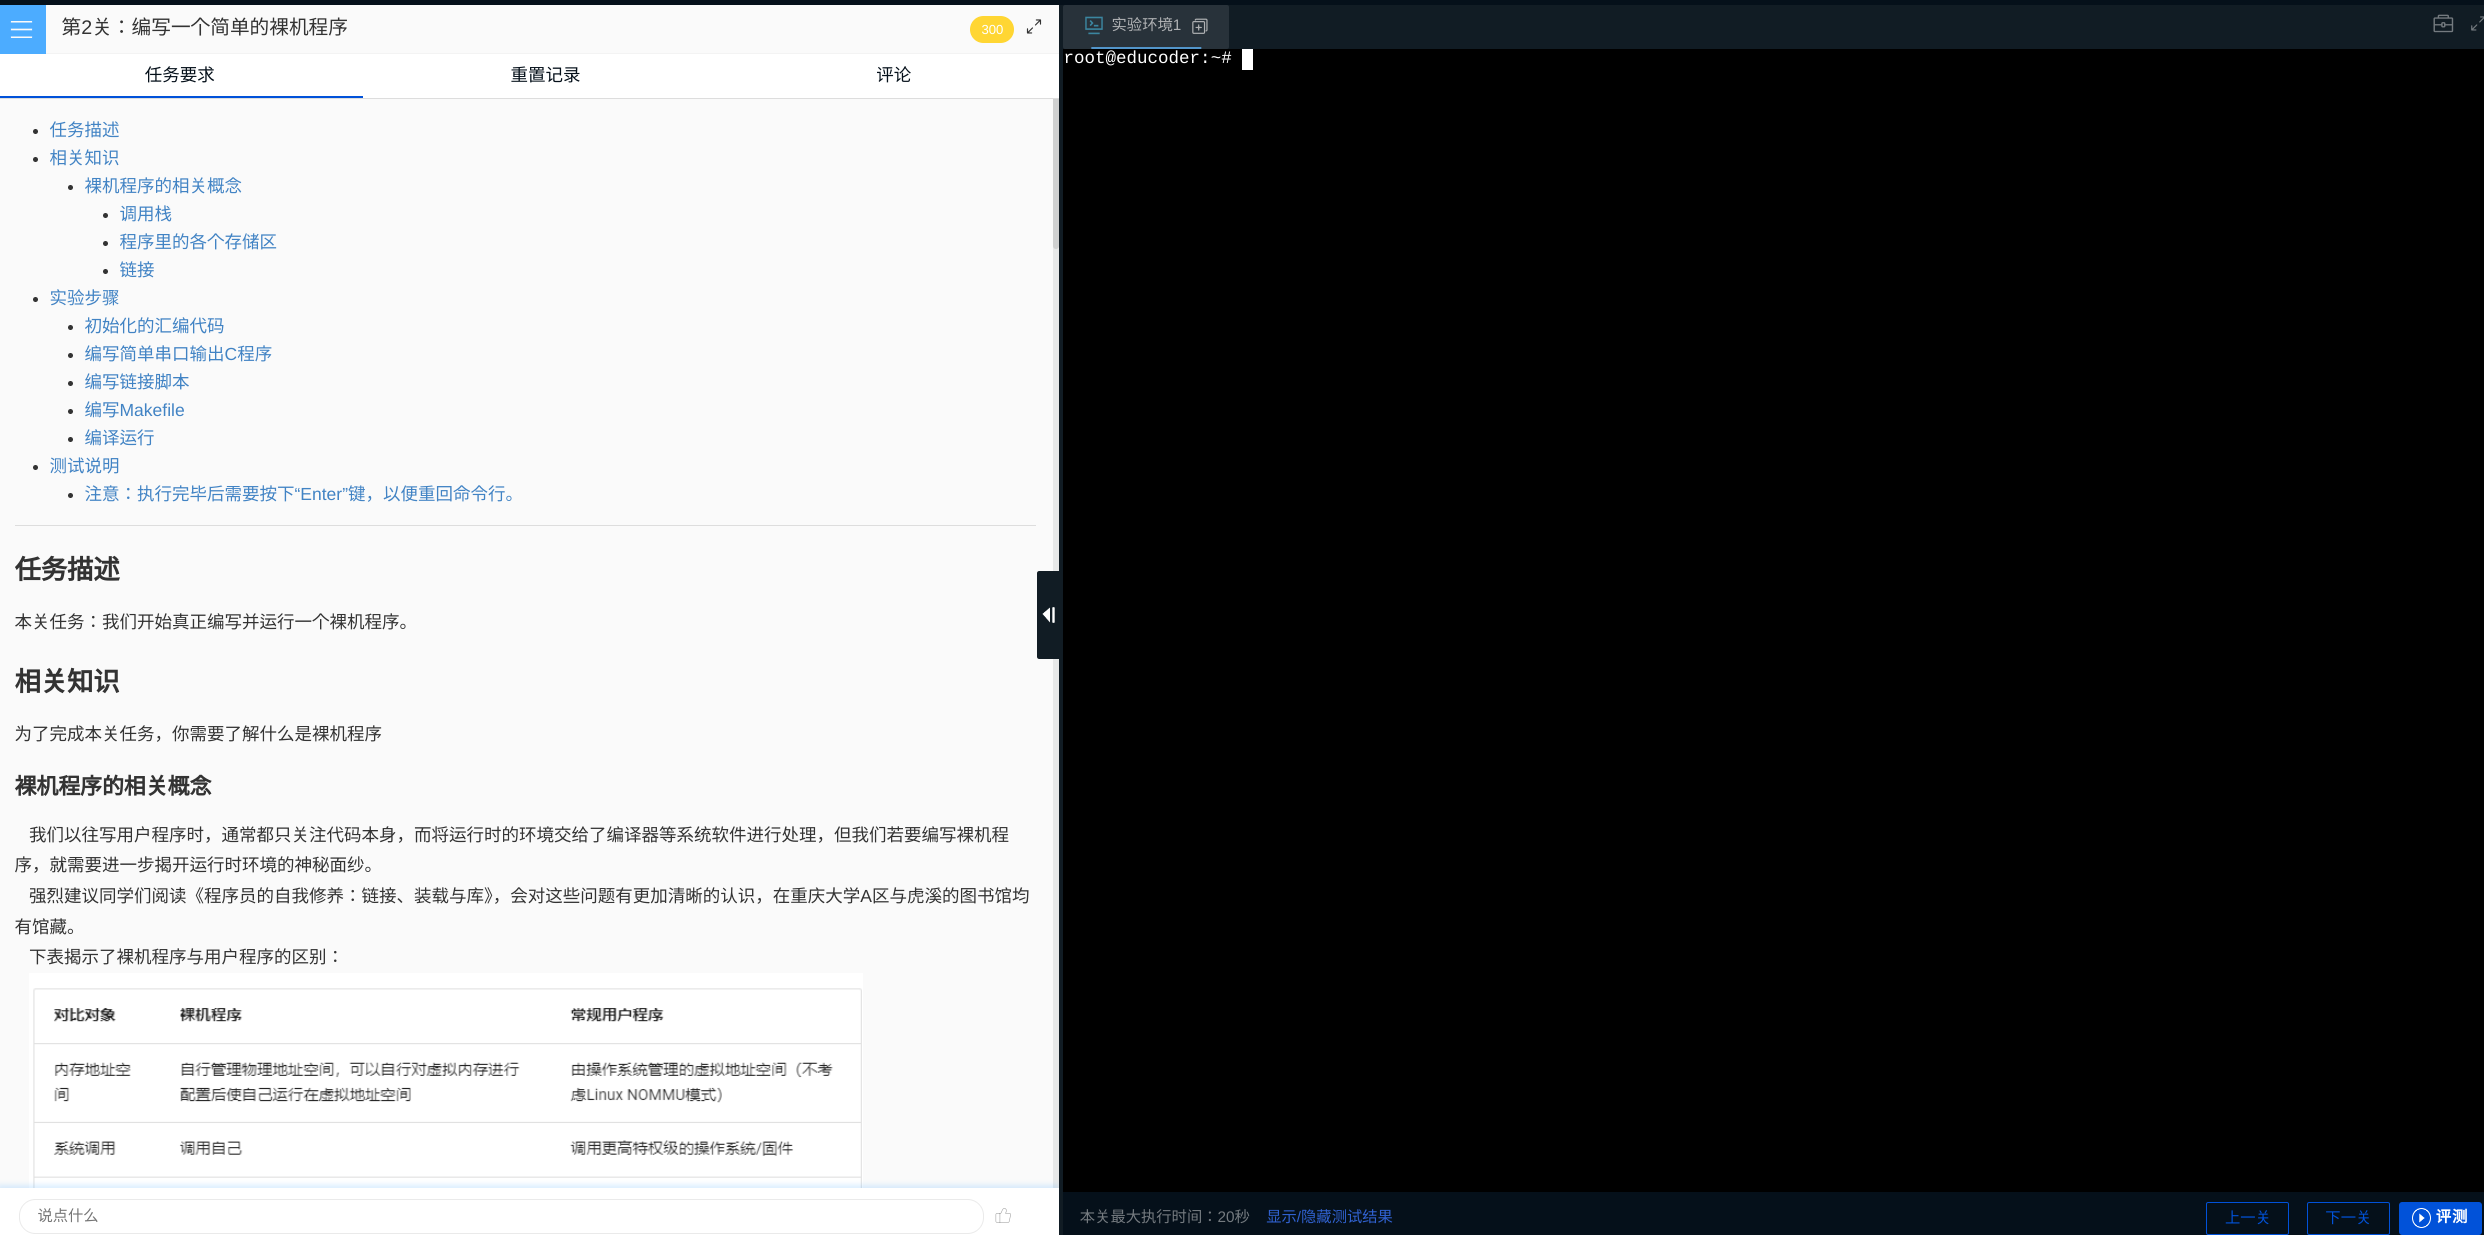 第2关：编写一个简单的裸机程序
300
任务要求
重置记录
评论
任务描述
相关知识
裸机程序的相关概念
调用栈
程序里的各个存储区
链接
实验步骤
初始化的汇编代码
编写简单串口输出C程序
编写链接脚本
编写Makefile
编译运行
测试说明
注意：执行完毕后需要按下“Enter”键，以便重回命令行。
任务描述
本关任务：我们开始真正编写并运行一个裸机程序。
相关知识
为了完成本关任务，你需要了解什么是裸机程序
裸机程序的相关概念
我们以往写用户程序时，通常都只关注代码本身，而将运行时的环境交给了编译器等系统软件进行处理，但我们若要编写裸机程
序，就需要进一步揭开运行时环境的神秘面纱。
强烈建议同学们阅读《程序员的自我修养：链接、装载与库》，会对这些问题有更加清晰的认识，在重庆大学A区与虎溪的图书馆均
有馆藏。
下表揭示了裸机程序与用户程序的区别：
对比对象 裸机程序 常规用户程序
内存地址空间 自行管理物理地址空间，可以自行对虚拟内存进行 由操作系统管理的虚拟地址空间（不考
配置后使自己运行在虚拟地址空间 虑Linux NOMMU模式）
系统调用 调用自己 调用更高特权级的操作系统/固件
说点什么
实验环境1
root@educoder:~#
本关最大执行时间：20秒 显示/隐藏测试结果
上一关
下一关
评测